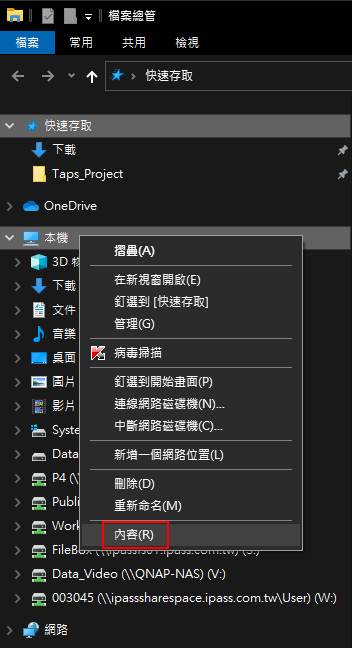 檔案總管
檔案 常用 共用 檢視
快速存取
快速存取
下載
Taps_Project
OneDrive
本機
摺疊(A)
3D 物
在新視窗開啟(E)
下載
釘選到 [快速存取]
文件
管理(G)
音樂
病毒掃描
桌面
圖片
釘選到開始畫面(P)
影片
連線網路磁碟機(N)...
Syste
中斷網路磁碟機(C)...
Data
新增一個網路位置(L)
P4 (\\
刪除(D)
Publi
重新命名(M)
Work
內容(R)
FileBox (\\ipassfs01.ipass.com.tw) (S:)
Data_Video (\\QNAP-NAS) (V:)
003045 (\\ipasssharespace.ipass.com.tw\User) (W:)
網路